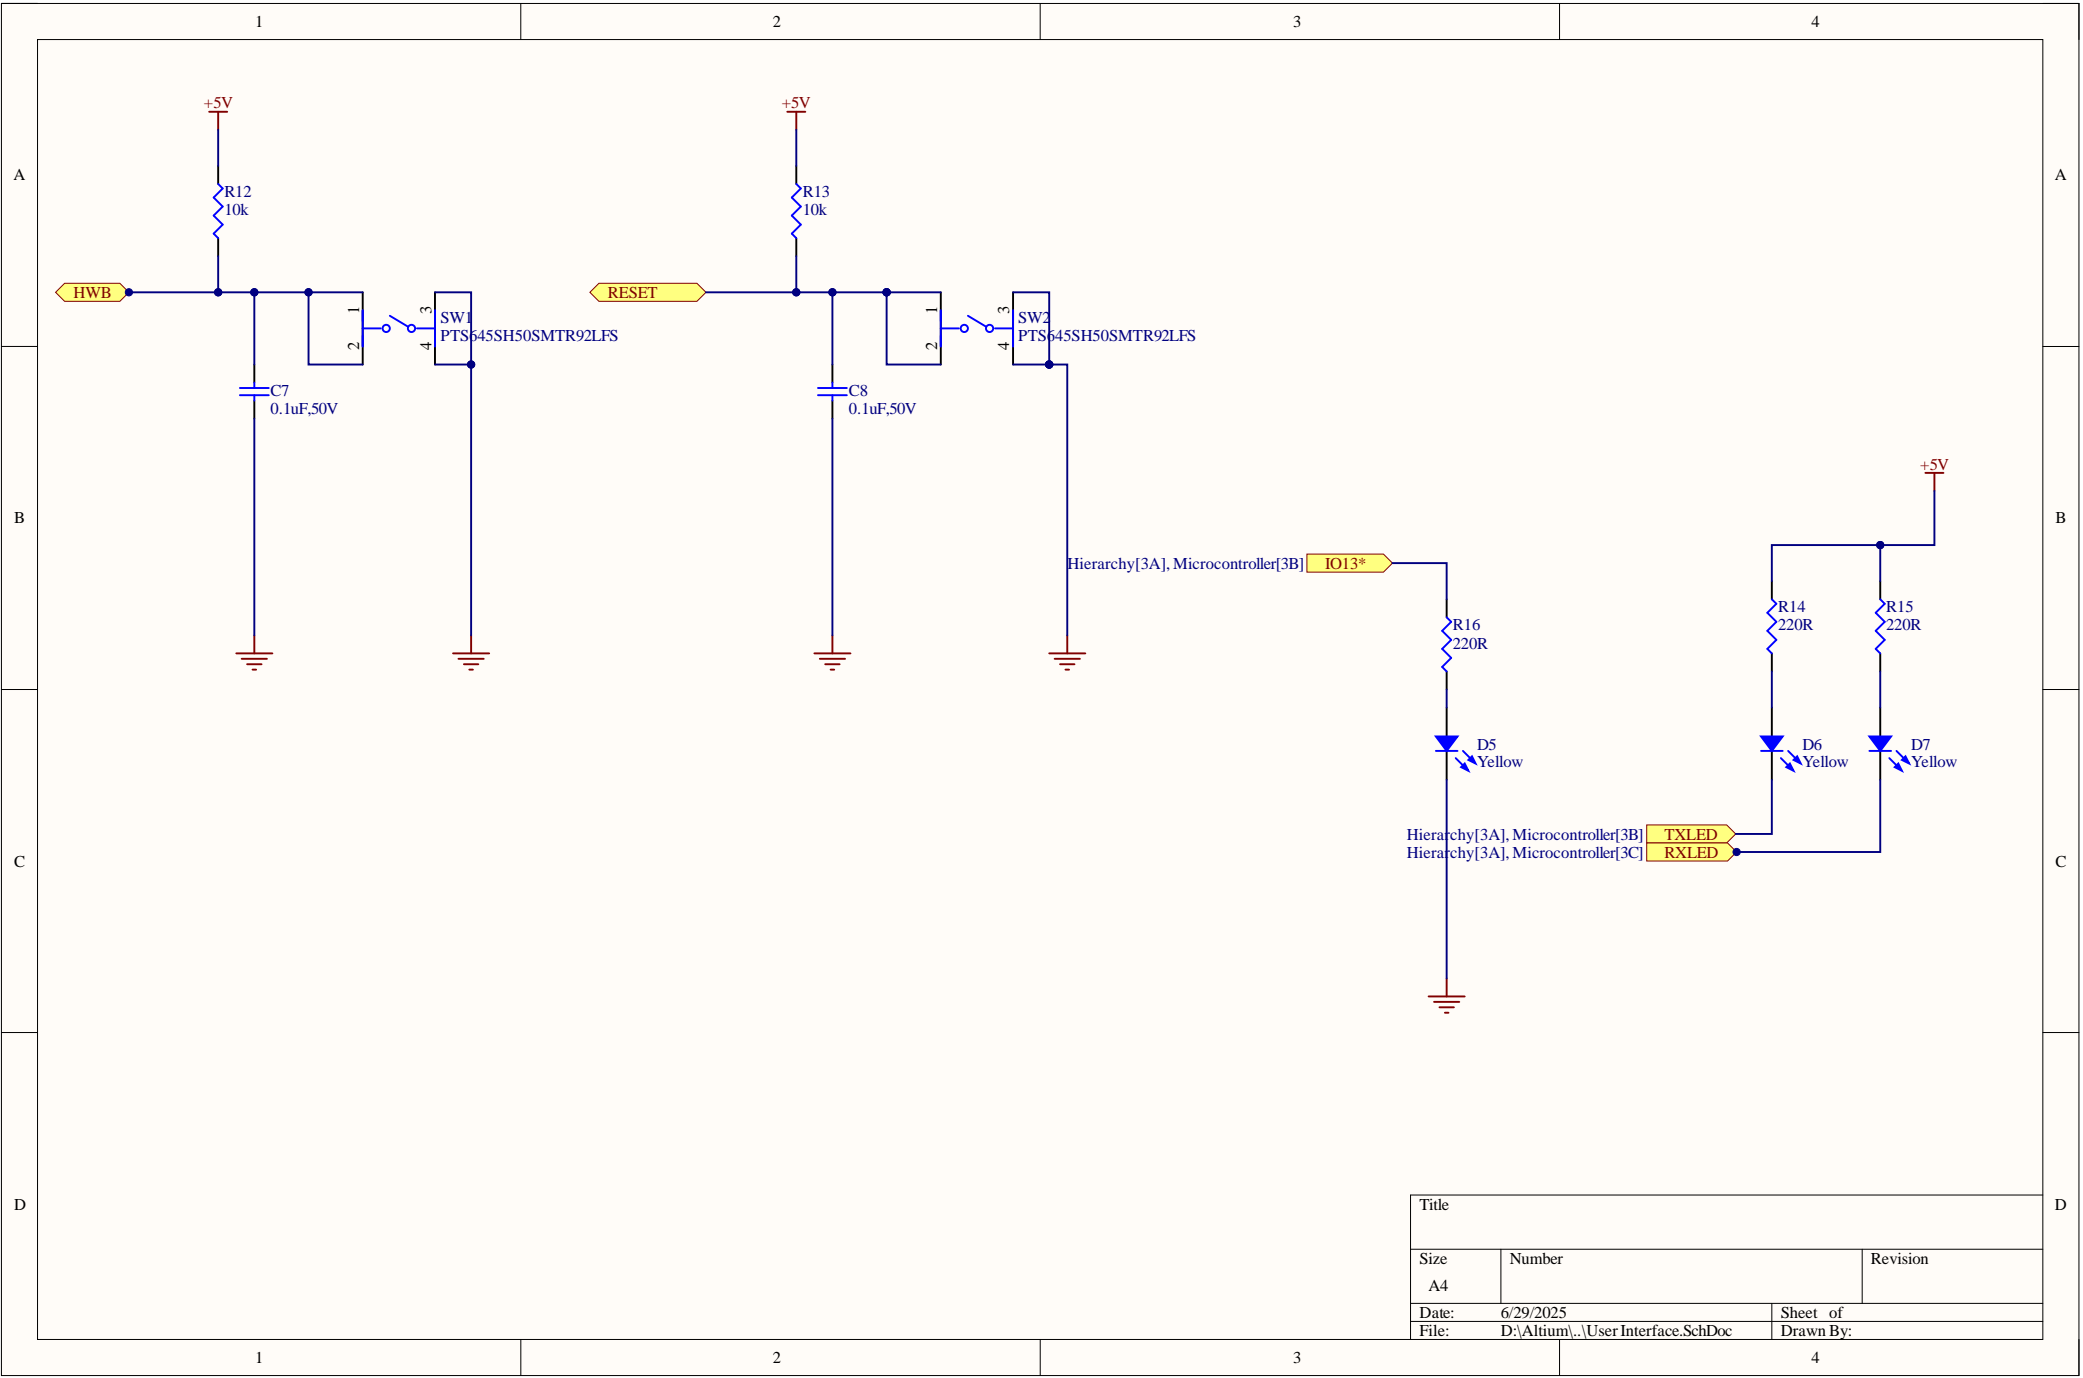 1 2 3 4
A A
+5V
R12
10k
HWB
1
2
3
4
SW1
PTS645SH50SMTR92LFS
C7
0.1uF,50V
+5V
R13
10k
RESET
1
2
3
4
SW2
PTS645SH50SMTR92LFS
C8
0.1uF,50V
B B
Hierarchy[3A], Microcontroller[3B] IO13*
R16
220R
D5
Yellow
+5V
R14
220R
R15
220R
D6
Yellow
D7
Yellow
Hierarchy[3A], Microcontroller[3B] TXLED
Hierarchy[3A], Microcontroller[3C] RXLED
C C
D D
Title
Size Number Revision
A4
Date: 6/29/2025 Sheet of
File: D:\Altium\..\User Interface.SchDoc Drawn By:
1 2 3 4